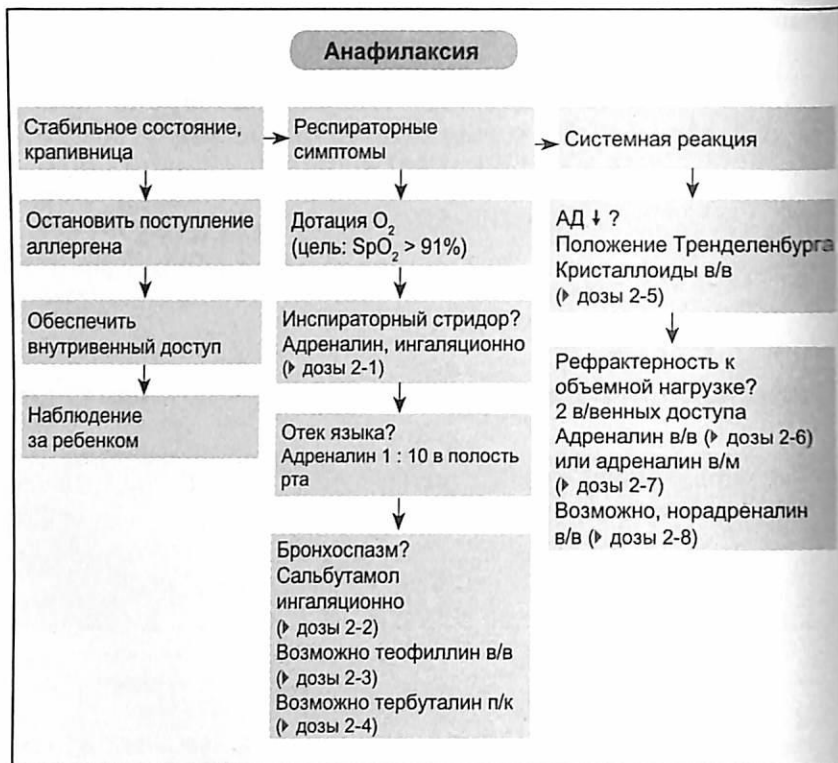 Анафилаксия
Стабильное состояние,
крапивница
Остановить поступление
аллергена
Обеспечить
внутривенный доступ
Наблюдение
за ребенком
Респираторные
симптомы
Дотация O₂
(цель: SpO₂ > 91%)
Инспираторный стридор?
Адреналин, ингаляционно
(▶ дозы 2-1)
Отек языка?
Адреналин 1 : 10 в полость
рта
Бронхоспазм?
Сальбутамол
ингаляционно
(▶ дозы 2-2)
Возможно теофиллин в/в
(▶ дозы 2-3)
Возможно тербуталин п/к
(▶ дозы 2-4)
Системная реакция
АД ↓ ?
Положение Тренделенбурга
Кристаллоиды в/в
(▶ дозы 2-5)
Рефрактерность к
объемной нагрузке?
2 в/венных доступа
Адреналин в/в (▶ дозы 2-6)
или адреналин в/м
(▶ дозы 2-7)
Возможно, норадреналин
в/в (▶ дозы 2-8)